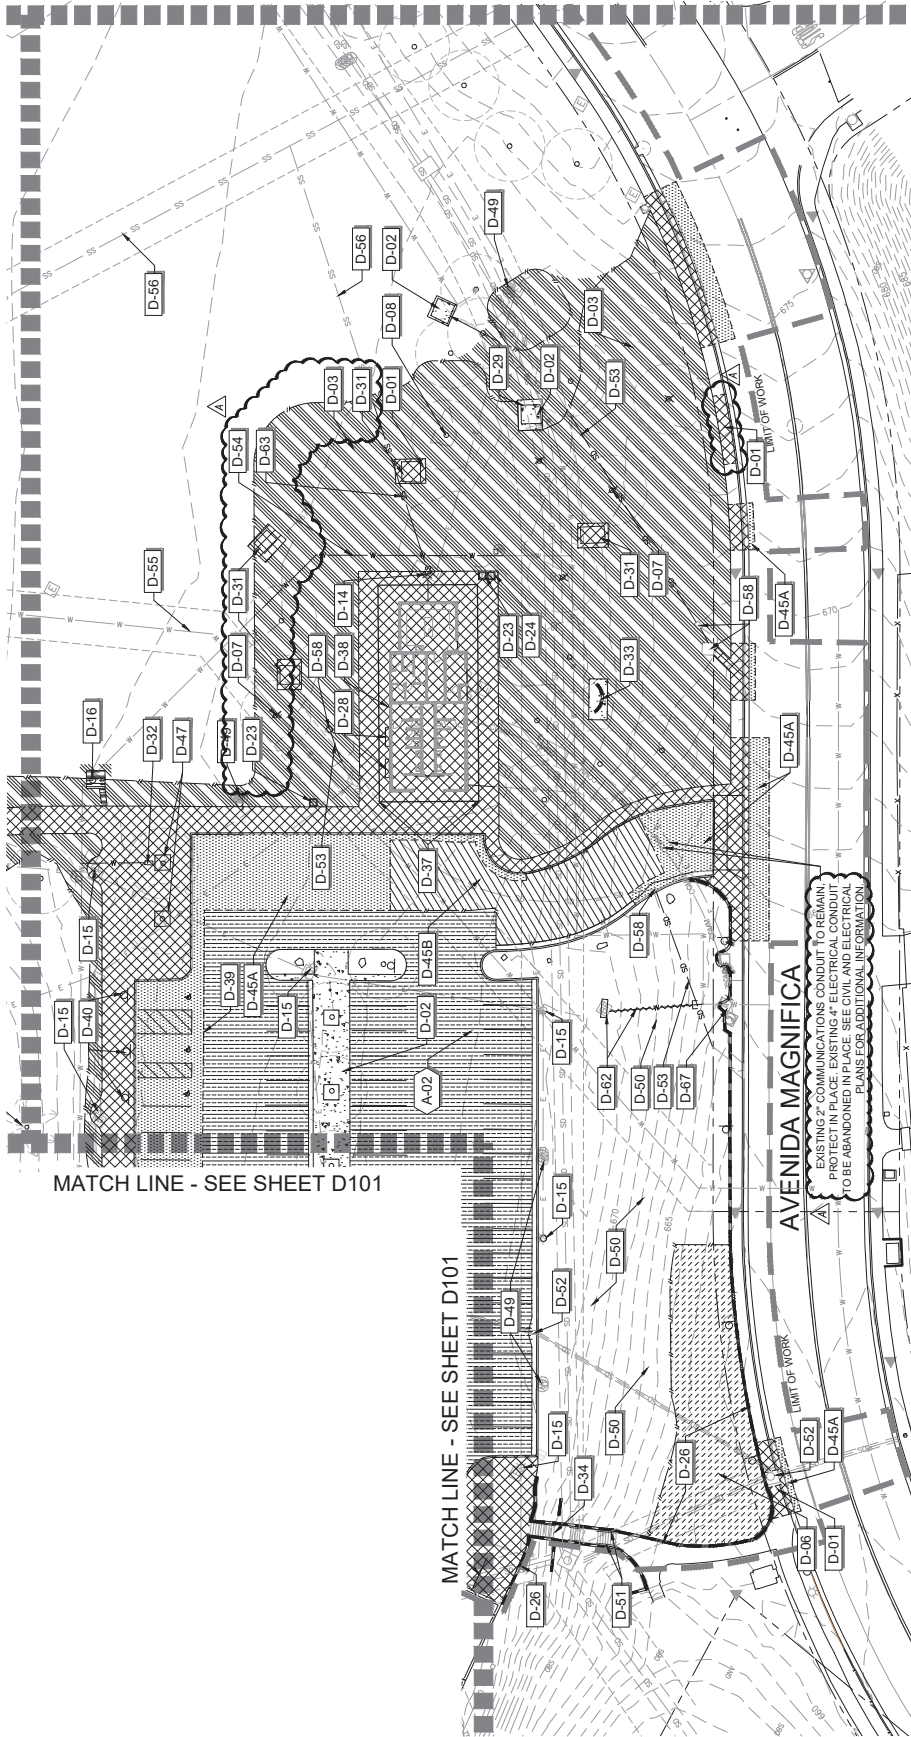 D-56
D-56
D-02
D-49
D-08
D-03
D-03
D-31
D-01
D-29
D-02
D-53
A
A
D-54
D-63
LIMIT OF WORK
D-01
D-55
D-31
D-14
D-31
D-07
D-58
D-45A
D-07
D-58
D-38
D-23
D-24
670
675
D-16
D-28
D-33
D-32
D-47
D-23
D-45A
D-53
D-37
D-15
D-45B
D-58
D-39
D-45A
D-15
D-40
D-15
D-02
A-02
D-15
D-62
D-50
D-53
D-67
AVENIDA MAGNIFICA
EXISTING 2" COMMUNICATIONS CONDUIT TO REMAIN,
PROTECT IN PLACE. EXISTING 4" ELECTRICAL CONDUIT
TO BE ABANDONED IN PLACE. SEE CIVIL AND ELECTRICAL
PLANS FOR ADDITIONAL INFORMATION.
A
MATCH LINE - SEE SHEET D101
MATCH LINE - SEE SHEET D101
D-15
670
665
D-50
D-49
D-52
LIMIT OF WORK
D-15
D-50
D-34
D-26
D-52
D-45A
D-26
D-51
D-06
D-01
680
660